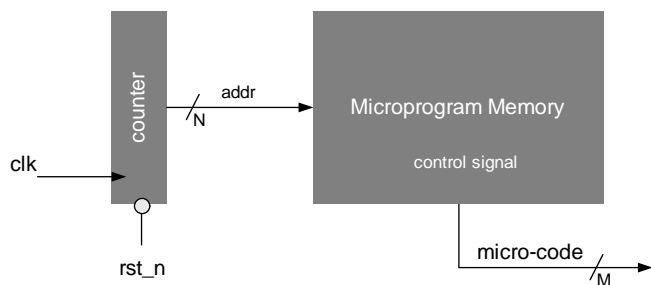 counter
addr
N
Microprogram Memory
control signal
clk
rst_n
micro-code
M